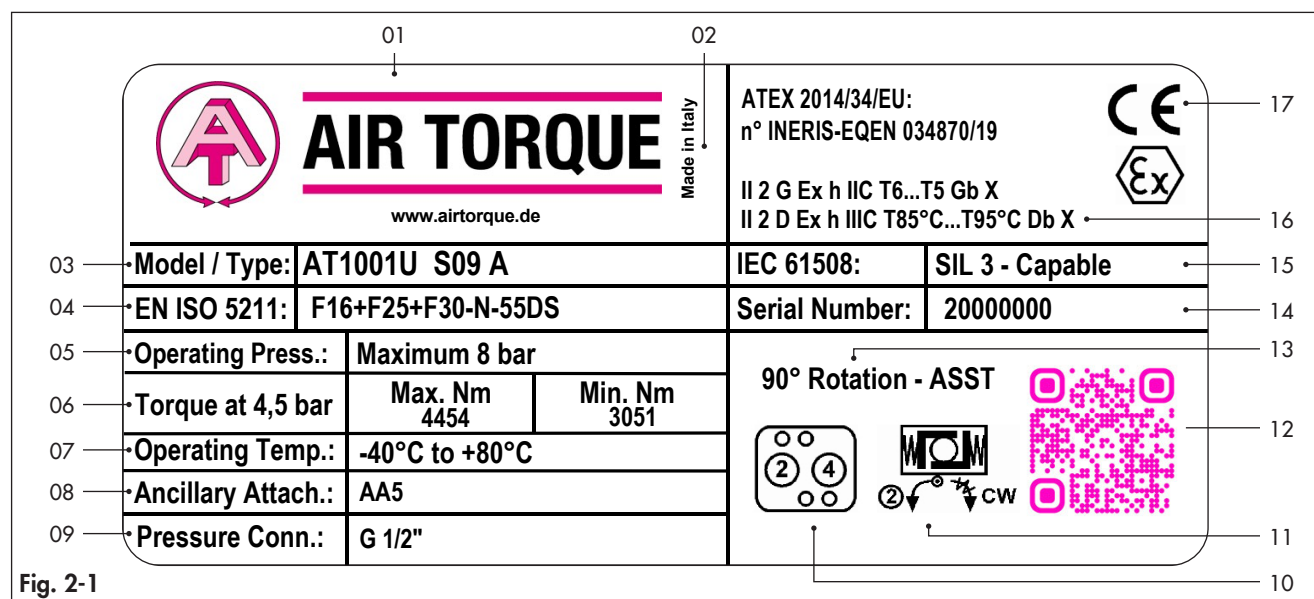 01
02
AT
AIR TORQUE
Made in Italy
www.airtorque.de
ATEX 2014/34/EU:
n° INERIS-EQEN 034870/19
CE
Ex
17
II 2 G Ex h IIC T6...T5 Gb X
II 2 D Ex h IIIC T85°C...T95°C Db X
16
03
Model / Type: AT1001U S09 A
IEC 61508: SIL 3 - Capable
15
04
EN ISO 5211: F16+F25+F30-N-55DS
Serial Number: 20000000
14
05
Operating Press.: Maximum 8 bar
13
90° Rotation - ASST
06
Torque at 4,5 bar
Max. Nm
4454
Min. Nm
3051
12
07
Operating Temp.: -40°C to +80°C
08
Ancillary Attach.: AA5
09
Pressure Conn.: G 1/2"
2 4
2 CW
11
10
Fig. 2-1